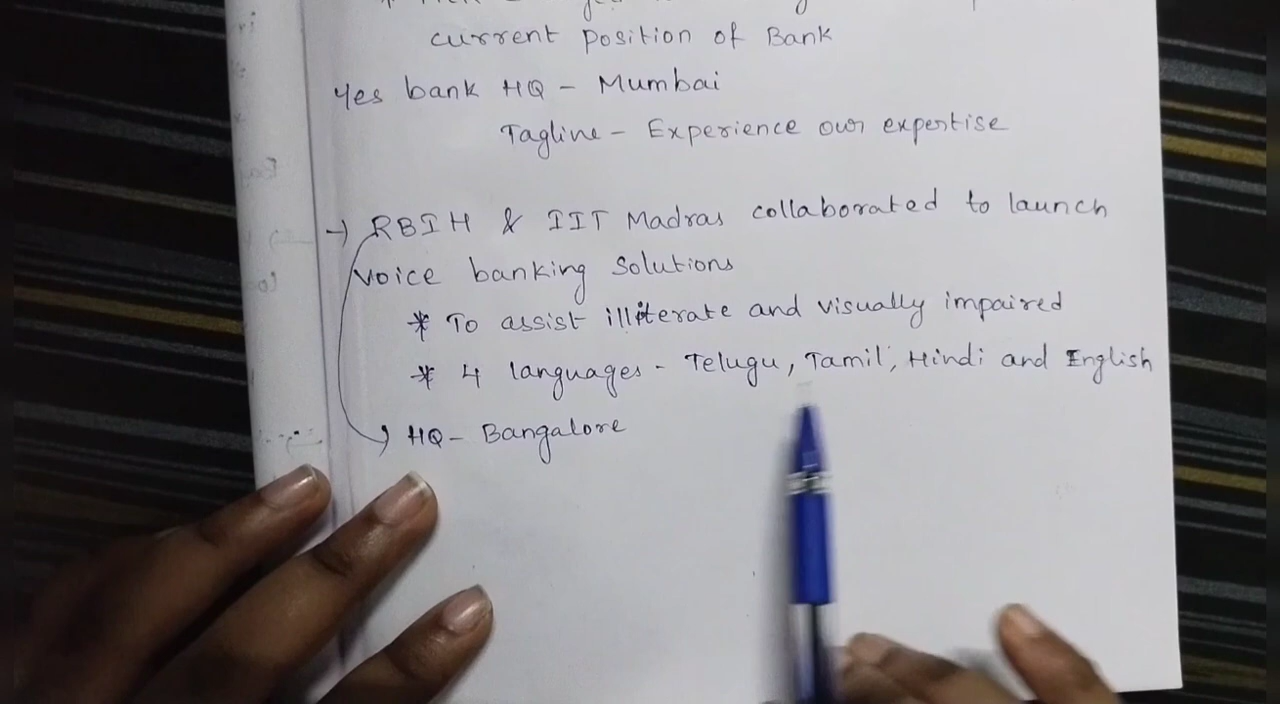 current position of Bank
Yes bank HQ - Mumbai
Tagline - Experience our expertise
→ RBIH & IIT Madras collaborated to launch
voice banking solutions
* To assist illiterate and visually impaired
* 4 languages - Telugu, Tamil, Hindi and English
HQ - Bangalore